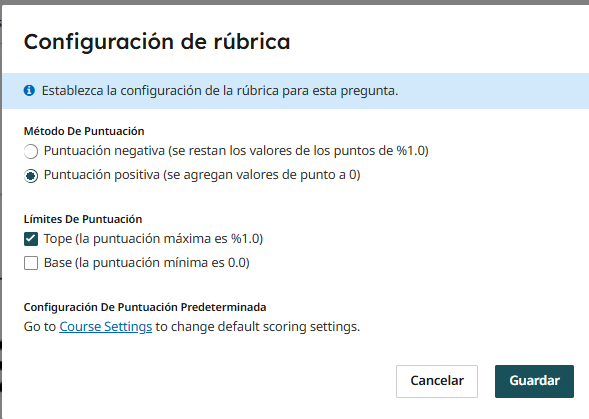 Configuración de rúbrica
Establezca la configuración de la rúbrica para esta pregunta.
Método De Puntuación
Puntuación negativa (se restan los valores de los puntos de %1.0)
Puntuación positiva (se agregan valores de punto a 0)
Límites De Puntuación
Tope (la puntuación máxima es %1.0)
Base (la puntuación mínima es 0.0)
Configuración De Puntuación Predeterminada
Go to Course Settings to change default scoring settings.
Cancelar
Guardar